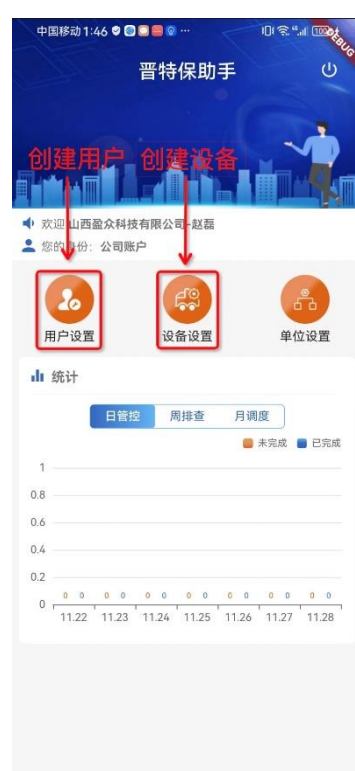 中国移动1:46
100
DEBUG
晋特保助手
创建用户 创建设备
欢迎 山西盈众科技有限公司-赵磊
您的身份: 公司账户
用户设置 设备设置 单位设置
统计
日管控 周排查 月调度
未完成 已完成
1
0.8
0.6
0.4
0.2
0 0 0 0 0 0 0 0 0 0 0 0 0 0
0
11.22 11.23 11.24 11.25 11.26 11.27 11.28